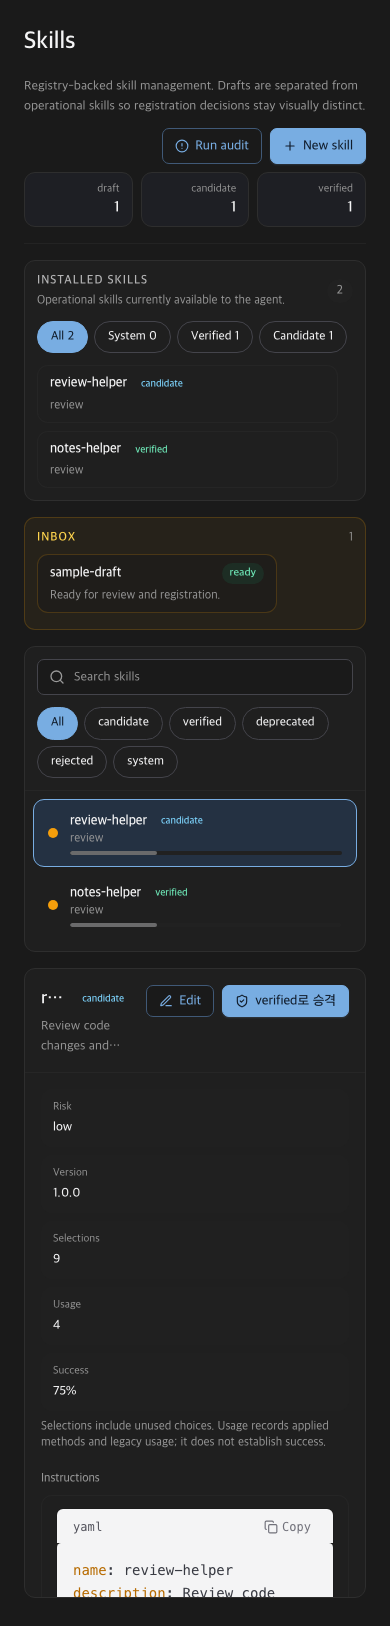 Skills
Registry-backed skill management. Drafts are separated from
operational skills so registration decisions stay visually distinct.
Run audit
New skill
draft
1
candidate
1
verified
1
INSTALLED SKILLS
Operational skills currently available to the agent.
2
All 2
System 0
Verified 1
Candidate 1
review-helper candidate
review
notes-helper verified
review
INBOX
1
sample-draft
ready
Ready for review and registration.
Search skills
All
candidate
verified
deprecated
rejected
system
review-helper candidate
review
notes-helper verified
review
r… candidate
Review code
changes and…
Edit
verified로 승격
Risk
low
Version
1.0.0
Selections
9
Usage
4
Success
75%
Selections include unused choices. Usage records applied
methods and legacy usage; it does not establish success.
Instructions
yaml
Copy
name: review-helper
description: Review code